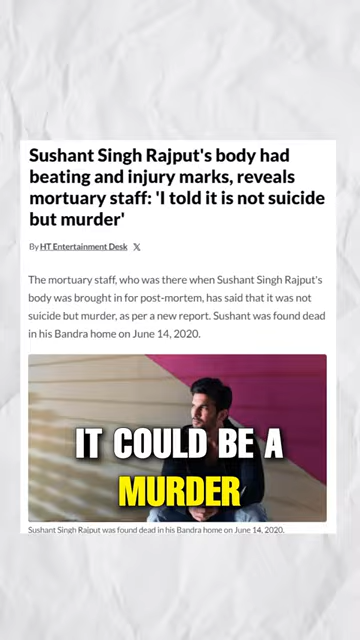 Sushant Singh Rajput's body had
beating and injury marks, reveals
mortuary staff: 'I told it is not suicide
but murder'
By HT Entertainment Desk X
The mortuary staff, who was there when Sushant Singh Rajput's
body was brought in for post-mortem, has said that it was not
suicide but murder, as per a new report. Sushant was found dead
in his Bandra home on June 14, 2020.
IT COULD BE A
MURDER
Sushant Singh Rajput was found dead in his Bandra home on June 14, 2020.